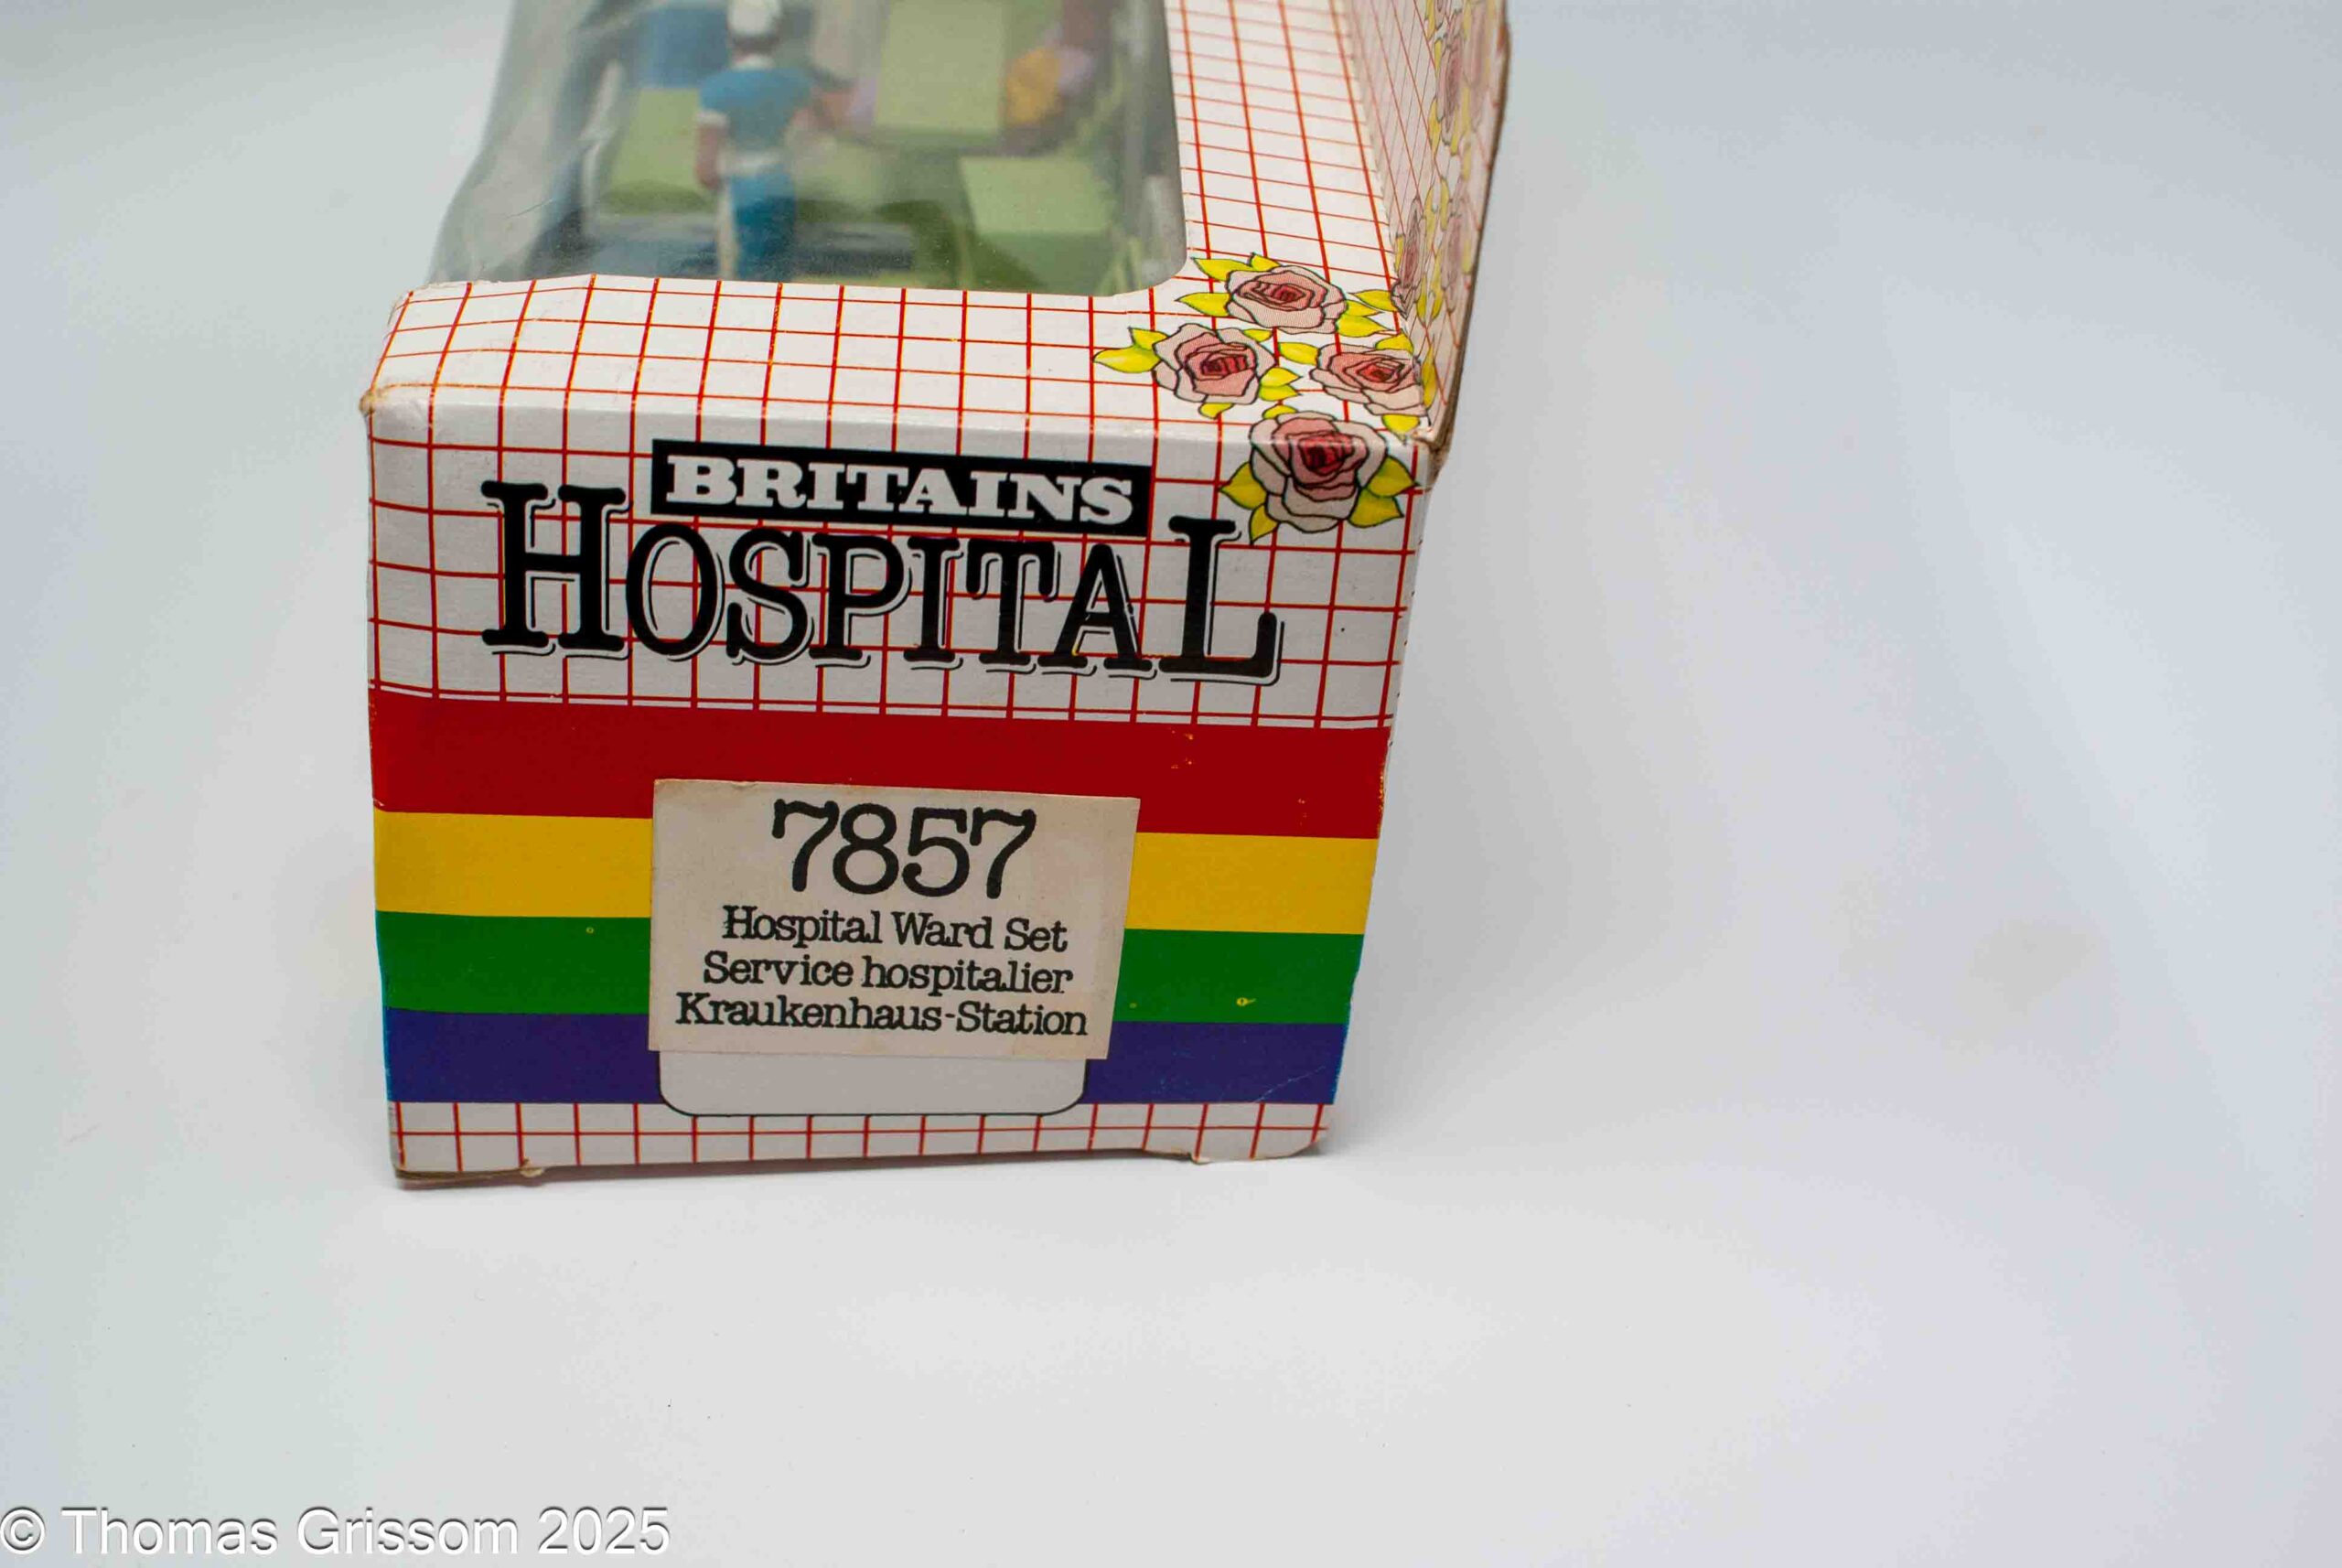 BRITAINS
HOSPITAL
7857
Hospital Ward Set
Service hospitalier
Kraukenhaus-Station
© Thomas Grissom 2025